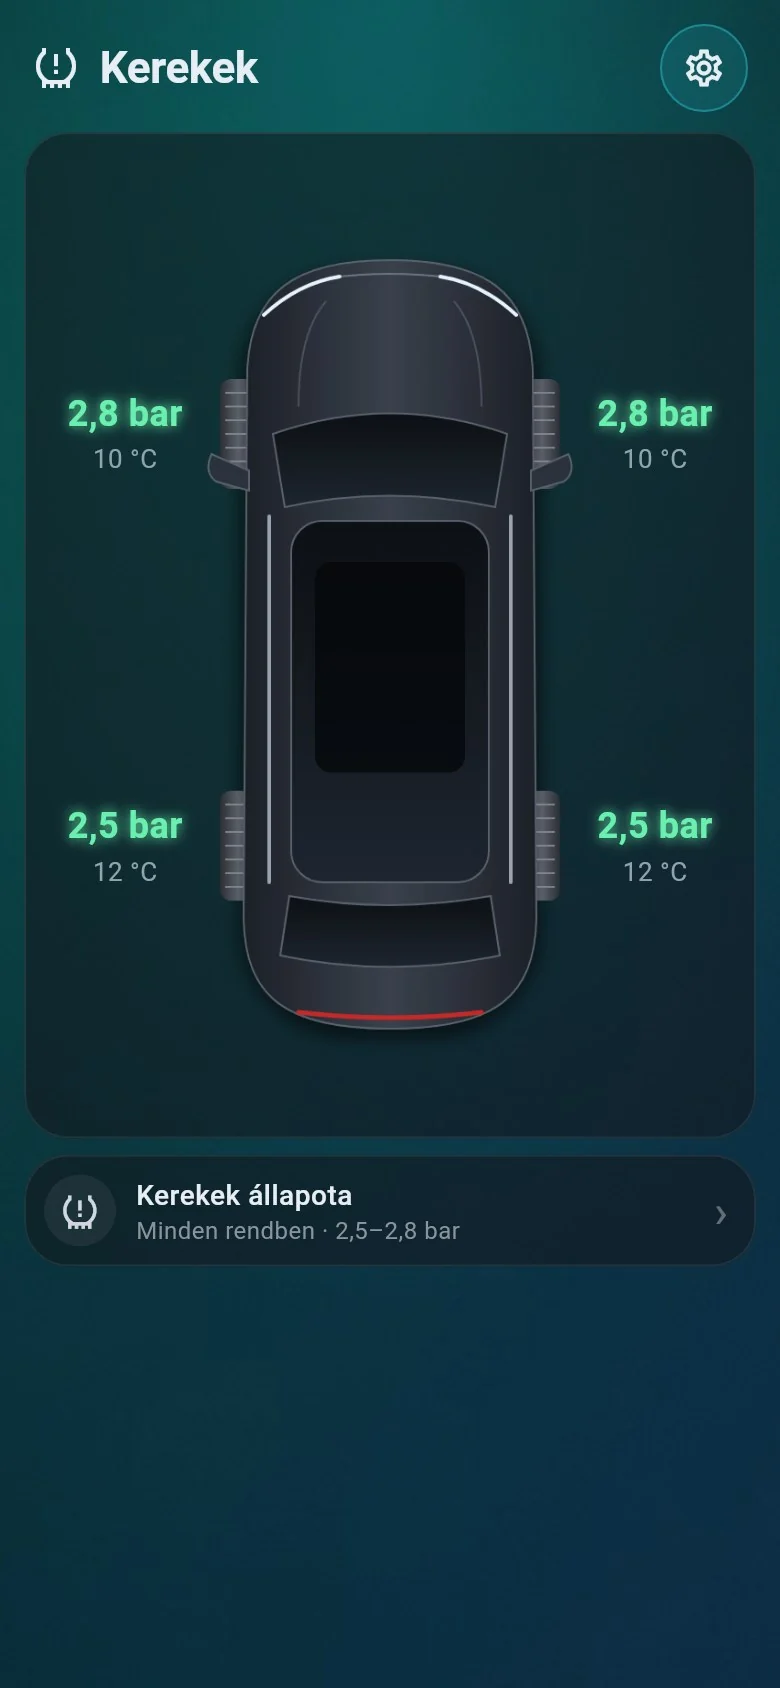 Kerekek
2,8 bar
10 °C
2,8 bar
10 °C
2,5 bar
12 °C
2,5 bar
12 °C
Kerekek állapota
Minden rendben · 2,5–2,8 bar